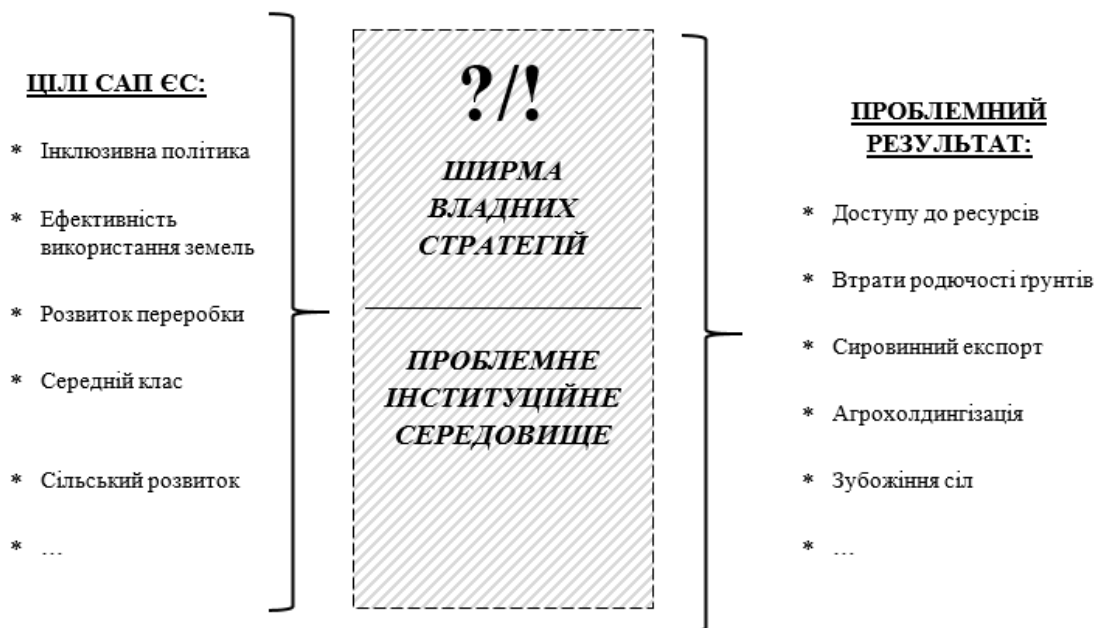 ЦІЛІ САП ЄС:
* Інклюзивна політика
* Ефективність
використання земель
* Розвиток переробки
* Середній клас
* Сільський розвиток
* …
?/!
ШИРМА
ВЛАДНИХ
СТРАТЕГІЙ
ПРОБЛЕМНЕ
ІНСТИТУЦІЙНЕ
СЕРЕДОВИЩЕ
ПРОБЛЕМНИЙ
РЕЗУЛЬТАТ:
* Доступу до ресурсів
* Втрати родючості ґрунтів
* Сировинний експорт
* Агрохолдингізація
* Зубожіння сіл
* …